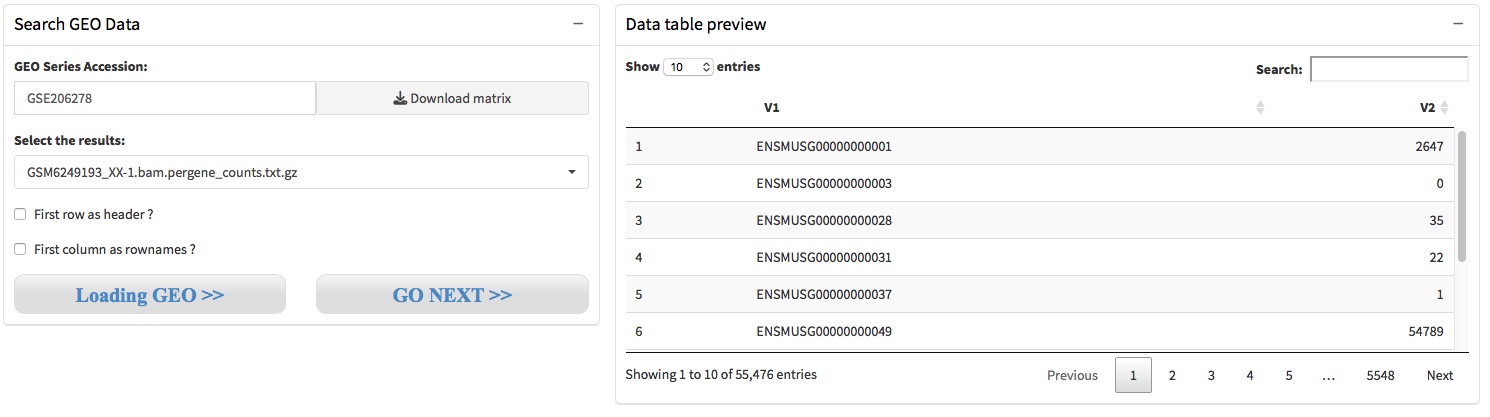 Search GEO Data
−
GEO Series Accession:
GSE206278
Download matrix
Select the results:
GSM6249193_XX-1.bam.pergene_counts.txt.gz
First row as header ?
First column as rownames ?
Loading GEO >>
GO NEXT >>
Data table preview
−
Show 10 entries
Search:
V1 V2
1 ENSMUSG00000000001 2647
2 ENSMUSG00000000003 0
3 ENSMUSG00000000028 35
4 ENSMUSG00000000031 22
5 ENSMUSG00000000037 1
6 ENSMUSG00000000049 54789
Showing 1 to 10 of 55,476 entries
Previous 1 2 3 4 5 … 5548 Next